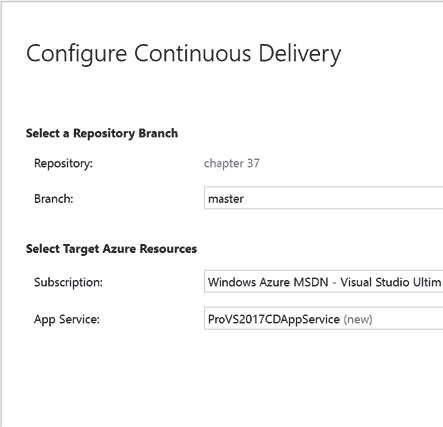 Configure Continuous Delivery
Select a Repository Branch
Repository: chapter 37
Branch: master
Select Target Azure Resources
Subscription: Windows Azure MSDN - Visual Studio Ultim
App Service: ProVS2017CDAppService (new)